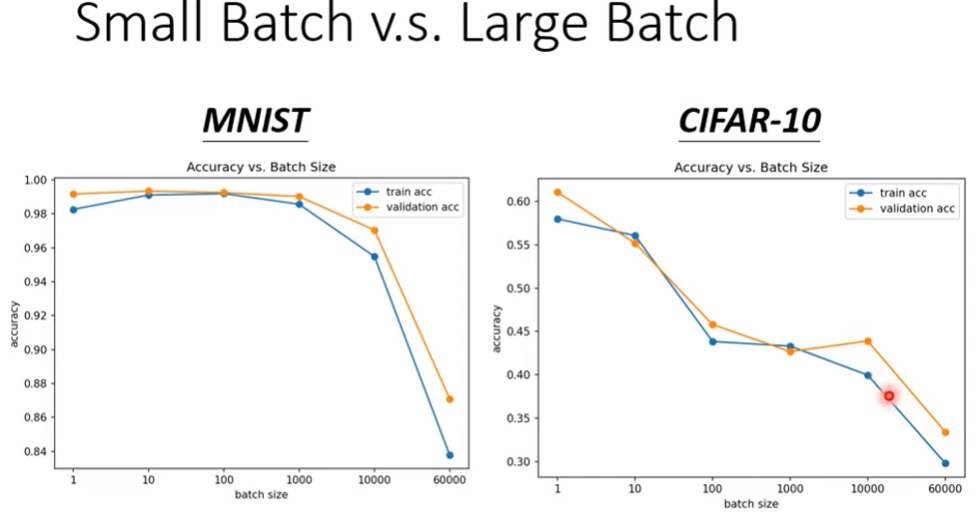 Small Batch v.s. Large Batch
MNIST
Accuracy vs. Batch Size
train acc
validation acc
accuracy
1.00
0.98
0.96
0.94
0.92
0.90
0.88
0.86
0.84
1 10 100 1000 10000 60000
batch size
CIFAR-10
Accuracy vs. Batch Size
train acc
validation acc
accuracy
0.60
0.55
0.50
0.45
0.40
0.35
0.30
1 10 100 1000 10000 60000
batch size